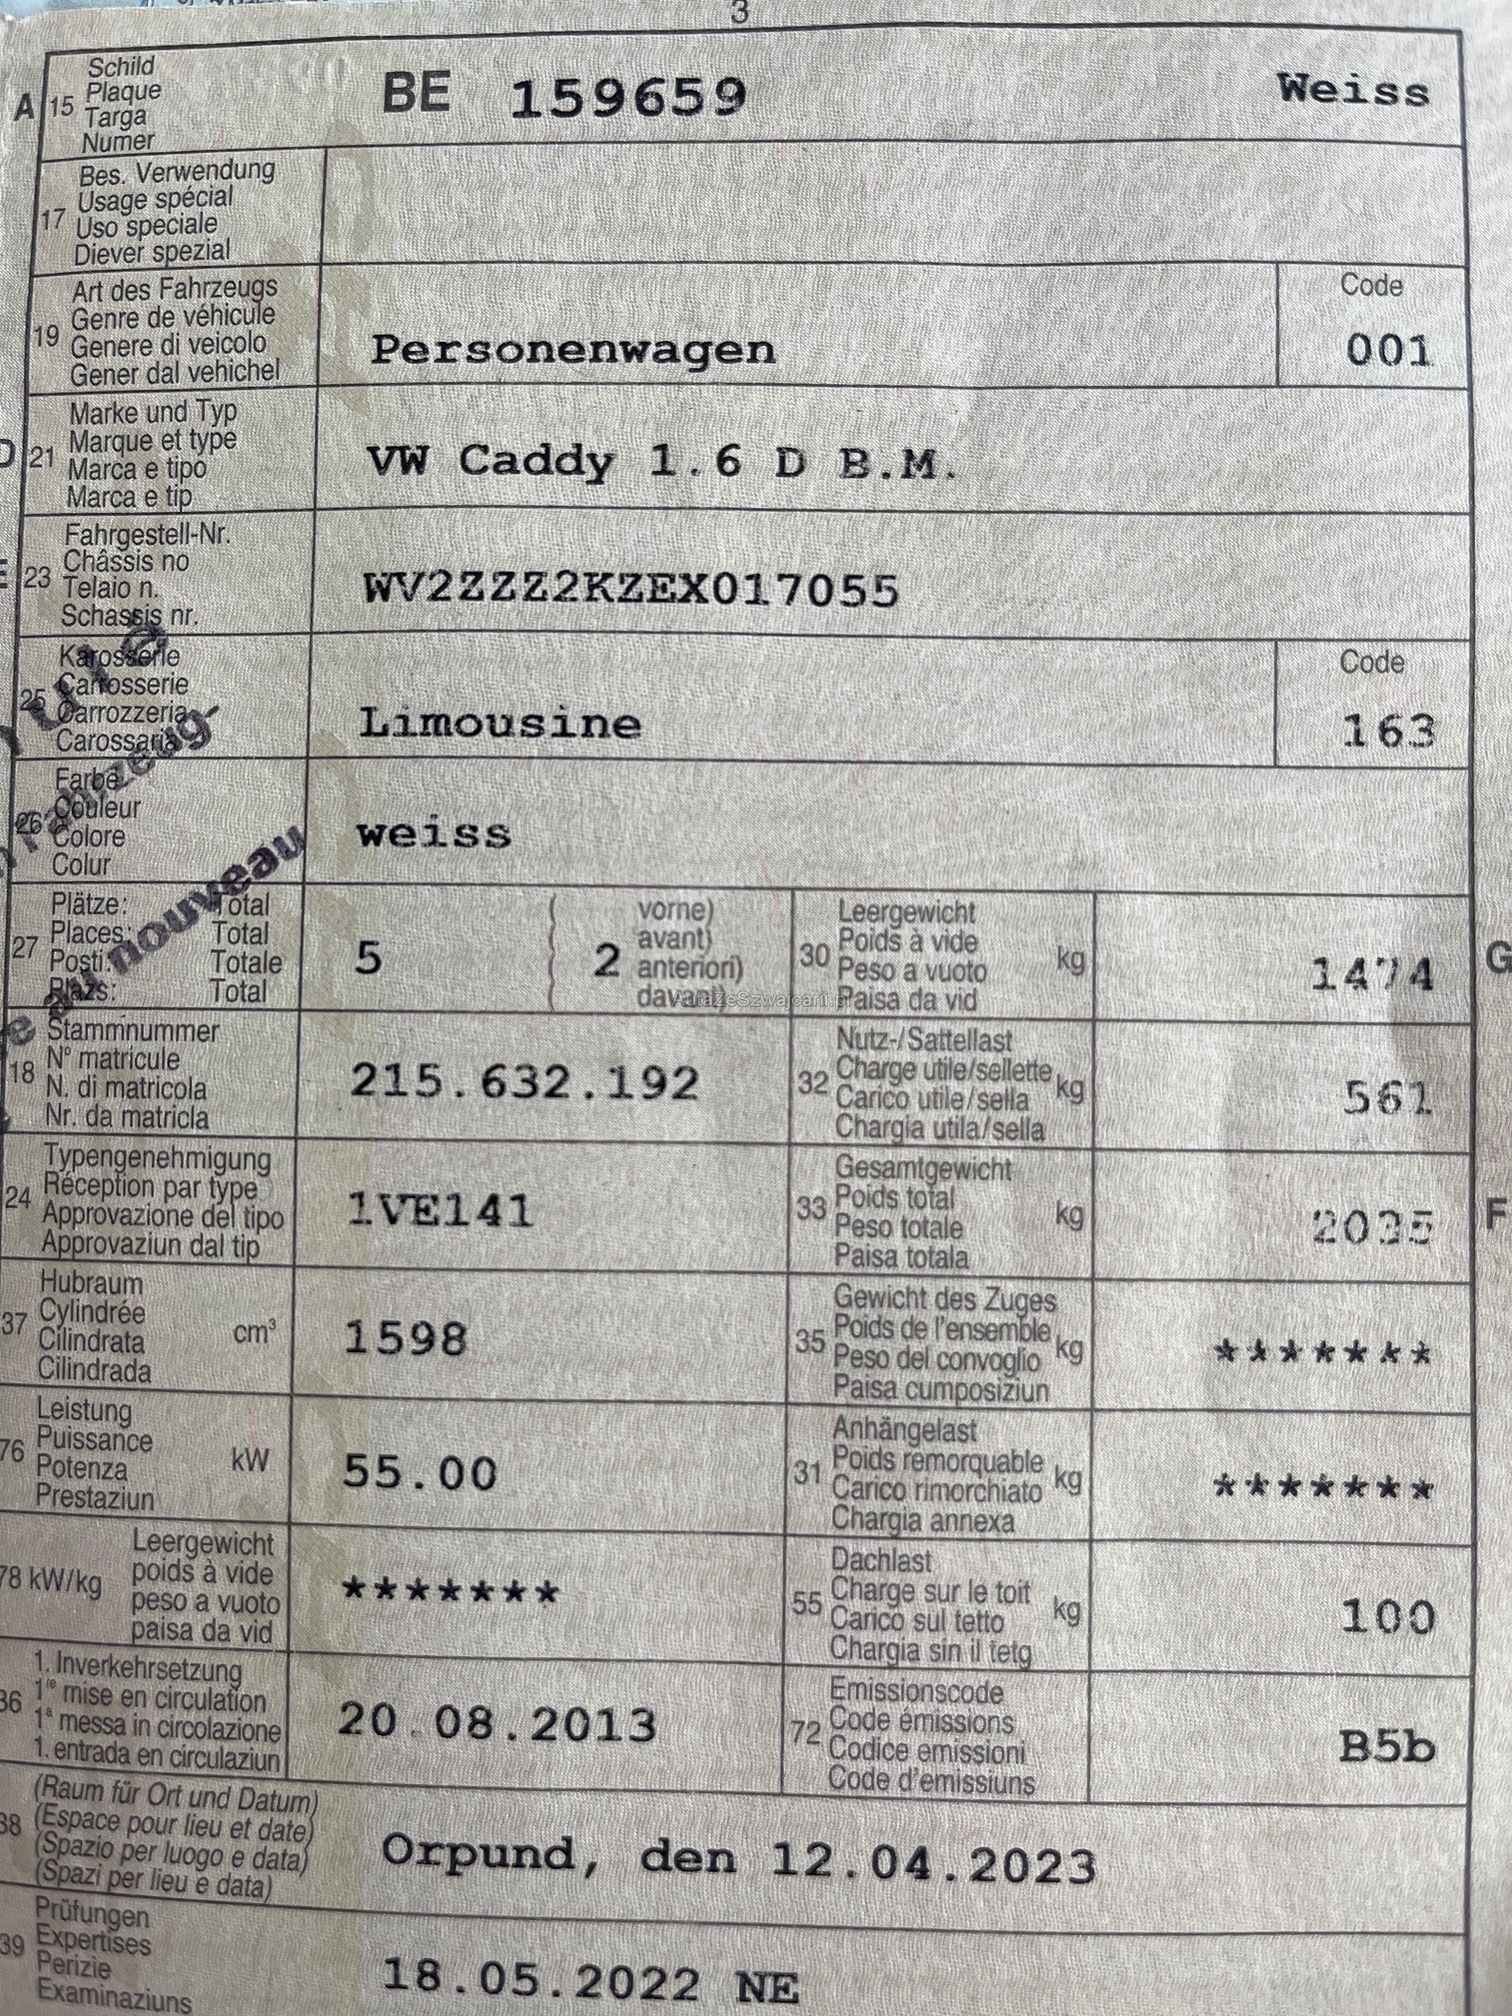 3
A 15 Schild
Plaque
Targa
Numer
BE 159659 Weiss
17 Bes. Verwendung
Usage spécial
Uso speciale
Diever spezial
19 Art des Fahrzeugs
Genre de véhicule
Genere di veicolo
Gener dal vehichel
Personenwagen
Code
001
D 21 Marke und Typ
Marque et type
Marca e tipo
Marca e tip
VW Caddy 1.6 D B.M.
E 23 Fahrgestell-Nr.
Châssis no
Telaio n.
Schassis nr.
WV2ZZZ2KZEX017055
25 Karosserie
Carrosserie
Carrozzeria
Carossaria
Limousine
Code
163
26 Farbe
Couleur
Colore
Colur
weiss
au nouveau
27 Plätze: Total
Places: Total
Posti: Totale
Plazs: Total
5
( 2 vorne)
avant)
anteriori)
davant)
30 Leergewicht
Poids à vide
Peso a vuoto
Paisa da vid
kg
1474
G
AutaZeSzwajcarii.pl
18 Stammnummer
N° matricule
N. di matricola
Nr. da matricla
215.632.192
32 Nutz-/Sattellast
Charge utile/sellette
Carico utile/sella
Chargia utila/sella
kg
561
24 Typengenehmigung
Réception par type
Approvazione del tipo
Approvaziun dal tip
1VE141
33 Gesamtgewicht
Poids total
Peso totale
Paisa totala
kg
2035
F
37 Hubraum
Cylindrée
Cilindrata
Cilindrada
cm³
1598
35 Gewicht des Zuges
Poids de l'ensemble
Peso del convoglio
Paisa cumposiziun
kg
*******
76 Leistung
Puissance
Potenza
Prestaziun
kW
55.00
31 Anhängelast
Poids remorquable
Carico rimorchiato
Chargia annexa
kg
*******
78 kW/kg Leergewicht
poids à vide
peso a vuoto
paisa da vid
*******
55 Dachlast
Charge sur le toit
Carico sul tetto
Chargia sin il tetg
kg
100
36 1. Inverkehrsetzung
1re mise en circulation
1a messa in circolazione
1. entrada en circulaziun
20.08.2013
72 Emissionscode
Code émissions
Codice emissioni
Code d'emissiuns
B5b
38 (Raum für Ort und Datum)
(Espace pour lieu et date)
(Spazio per luogo e data)
(Spazi per lieu e data)
Orpund, den 12.04.2023
39 Prüfungen
Expertises
Perizie
Examinaziuns
18.05.2022 NE